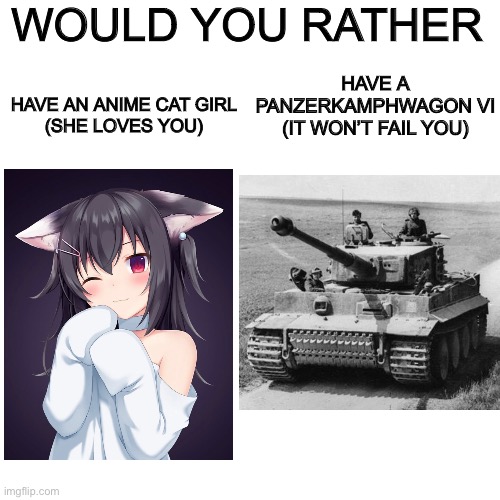 WOULD YOU RATHER
HAVE AN ANIME CAT GIRL
(SHE LOVES YOU)
HAVE A
PANZERKAMPHWAGON VI
(IT WON'T FAIL YOU)
imgflip.com